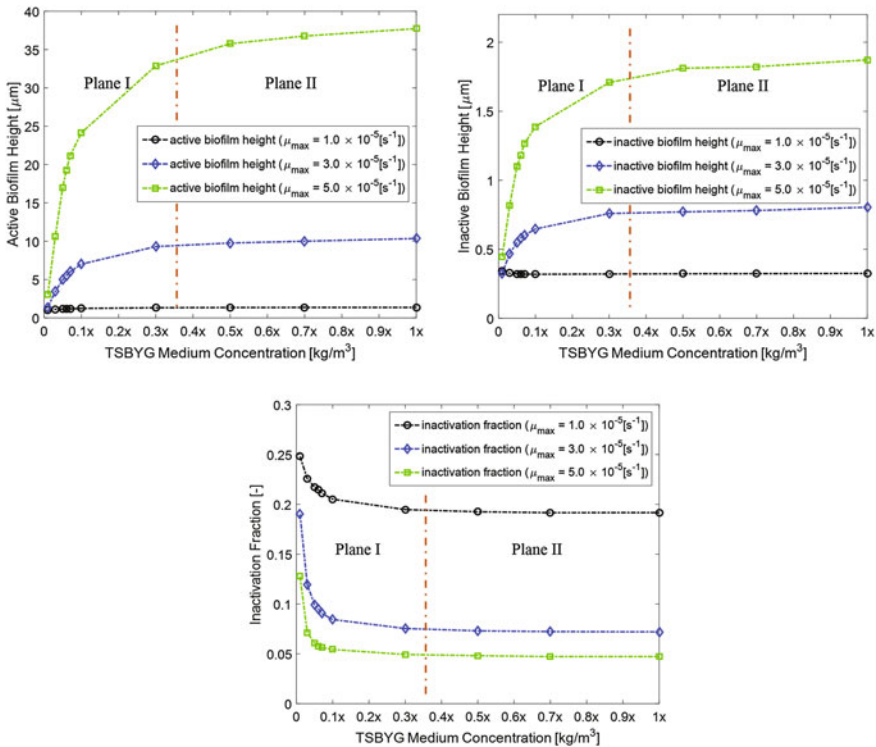 40
35
30
25
20
15
10
5
0
Active Biofilm Height [μm]
Plane I
Plane II
active biofilm height ( μmax = 1.0 × 10-5[s-1])
active biofilm height ( μmax = 3.0 × 10-5[s-1])
active biofilm height ( μmax = 5.0 × 10-5[s-1])
0 0.1x 0.2x 0.3x 0.4x 0.5x 0.6x 0.7x 0.8x 0.9x 1x
TSBYG Medium Concentration [kg/m3]
2
1.5
1
0.5
0
Inactive Biofilm Height [μm]
Plane I
Plane II
inactive biofilm height ( μmax = 1.0 × 10-5[s-1])
inactive biofilm height ( μmax = 3.0 × 10-5[s-1])
inactive biofilm height ( μmax = 5.0 × 10-5[s-1])
0 0.1x 0.2x 0.3x 0.4x 0.5x 0.6x 0.7x 0.8x 0.9x 1x
TSBYG Medium Concentration [kg/m3]
0.3
0.25
0.2
0.15
0.1
0.05
0
Inactivation Fraction [-]
inactivation fraction ( μmax = 1.0 × 10-5[s-1])
inactivation fraction ( μmax = 3.0 × 10-5[s-1])
inactivation fraction ( μmax = 5.0 × 10-5[s-1])
Plane I
Plane II
0 0.1x 0.2x 0.3x 0.4x 0.5x 0.6x 0.7x 0.8x 0.9x 1x
TSBYG Medium Concentration [kg/m3]